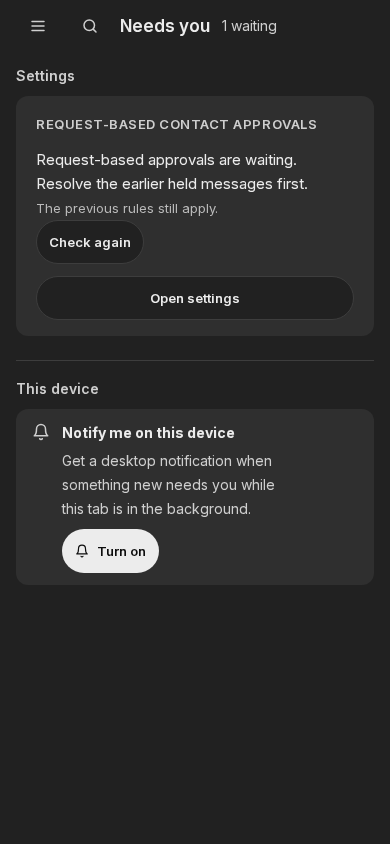 Needs you 1 waiting
Settings
REQUEST-BASED CONTACT APPROVALS
Request-based approvals are waiting.
Resolve the earlier held messages first.
The previous rules still apply.
Check again
Open settings
This device
Notify me on this device
Get a desktop notification when
something new needs you while
this tab is in the background.
Turn on